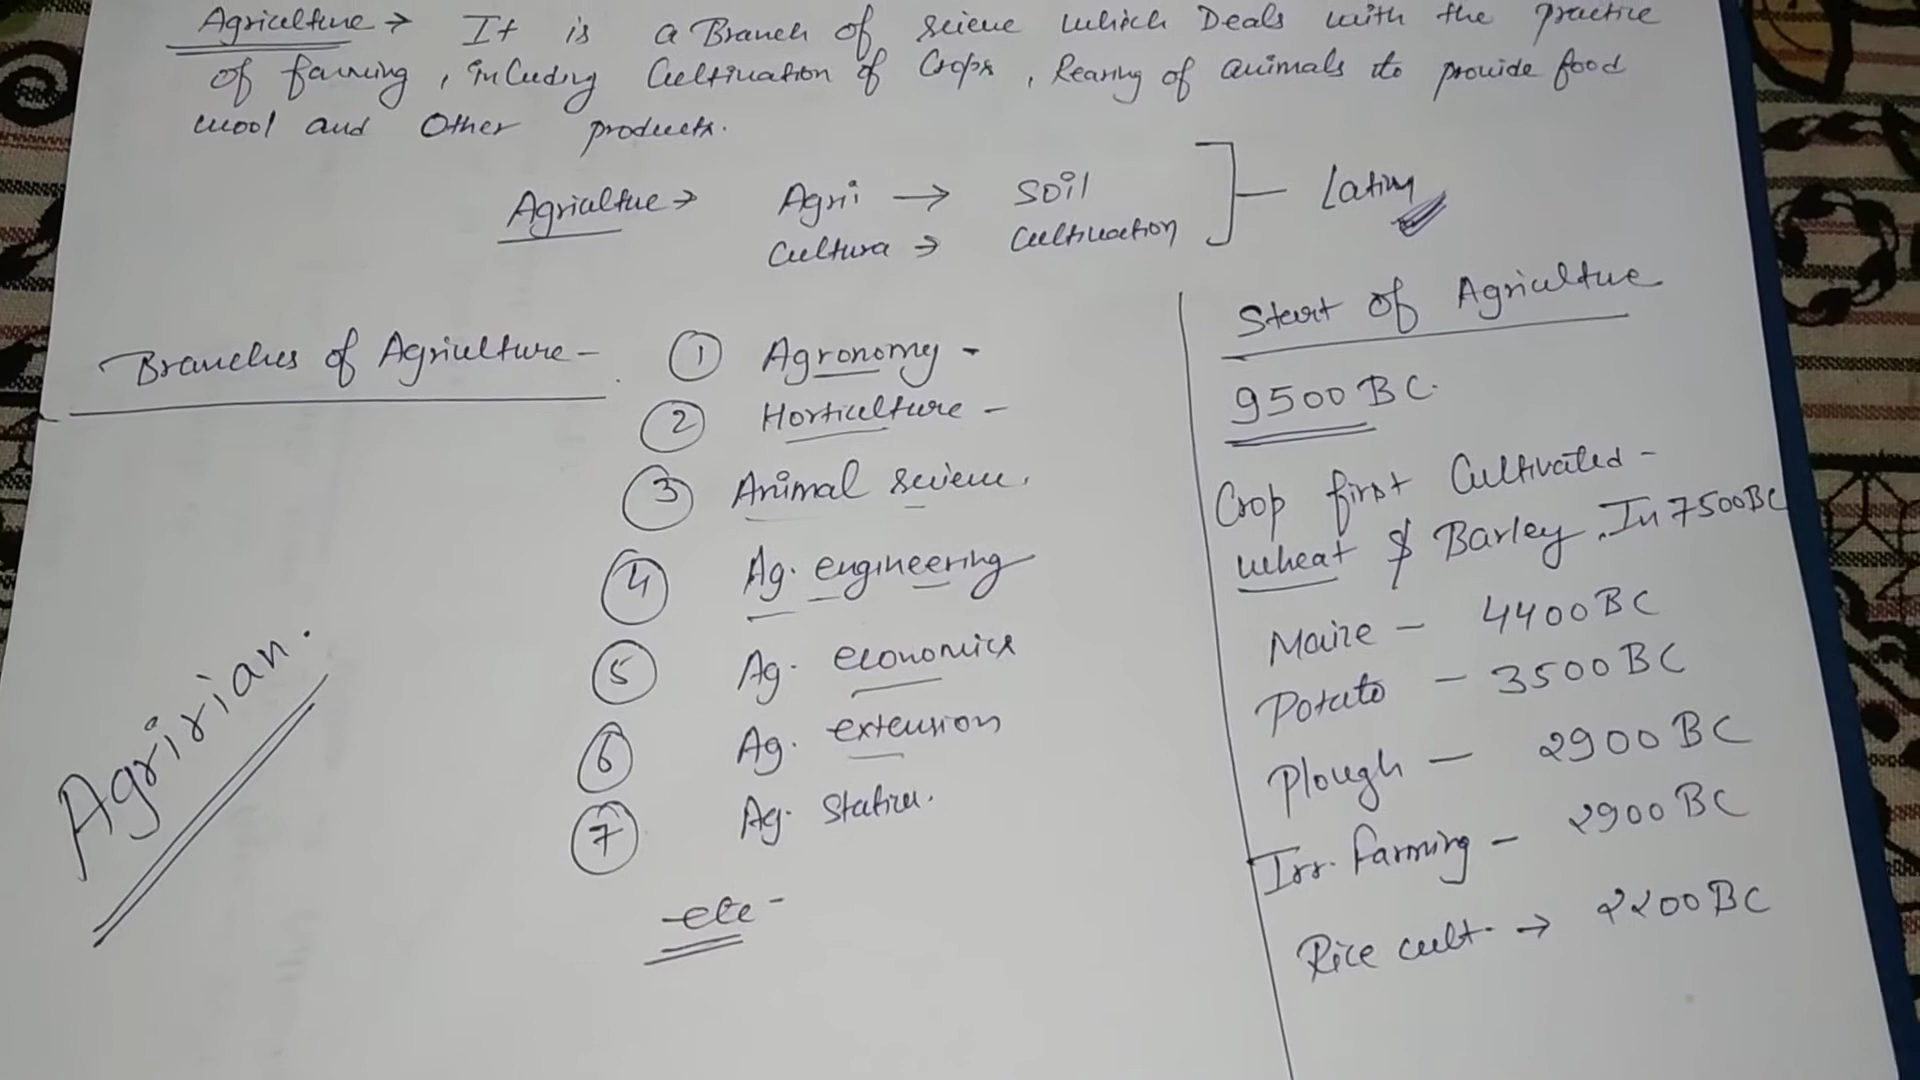 Agriculture → It is a Branch of science which Deals with the practice
of farming, including Cultivation of Crops, Rearing of animals to provide food
wool and Other products.
Agriculture → Agri → Soil
Cultura → Cultivation
Latin
Branches of Agriculture -
1 Agronomy -
2 Horticulture -
3 Animal science.
4 Ag. engineering
5 Ag. economics
6 Ag. extension
7 Ag. Statics.
etc -
Agririan.
Start of Agriculture
9500 BC.
Crop first Cultivated -
wheat & Barley. In 7500BC
Maize - 4400 BC
Potato - 3500 BC
Plough - 2900 BC
Irr. farming - 2900 BC
Rice cult. → 2200 BC